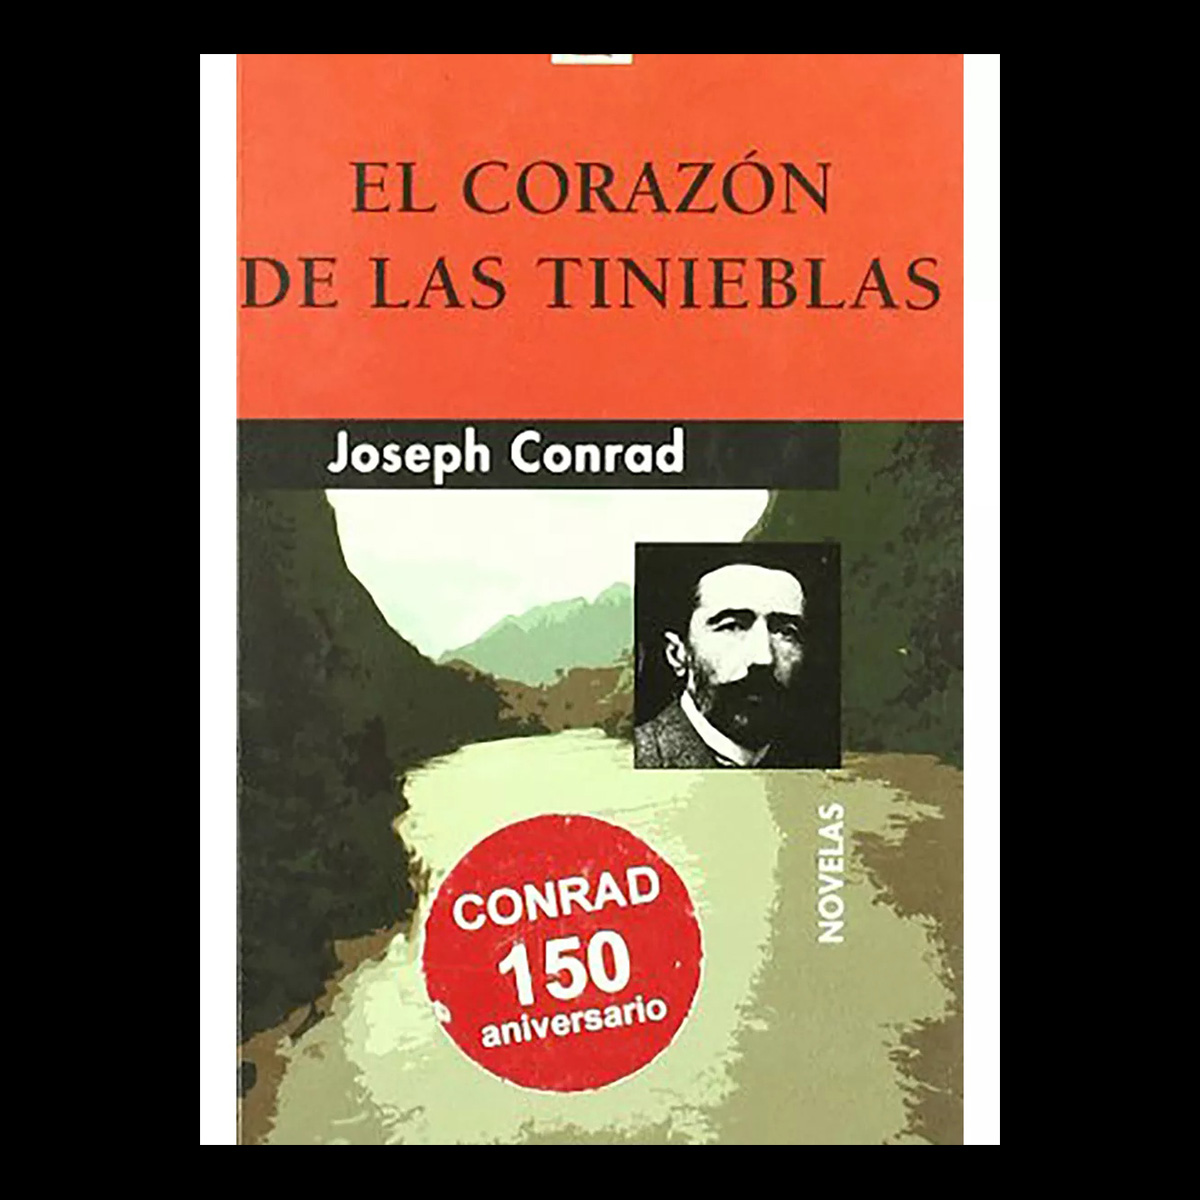 EL CORAZÓN
DE LAS TINIEBLAS
Joseph Conrad
NOVELAS
CONRAD
150
aniversario